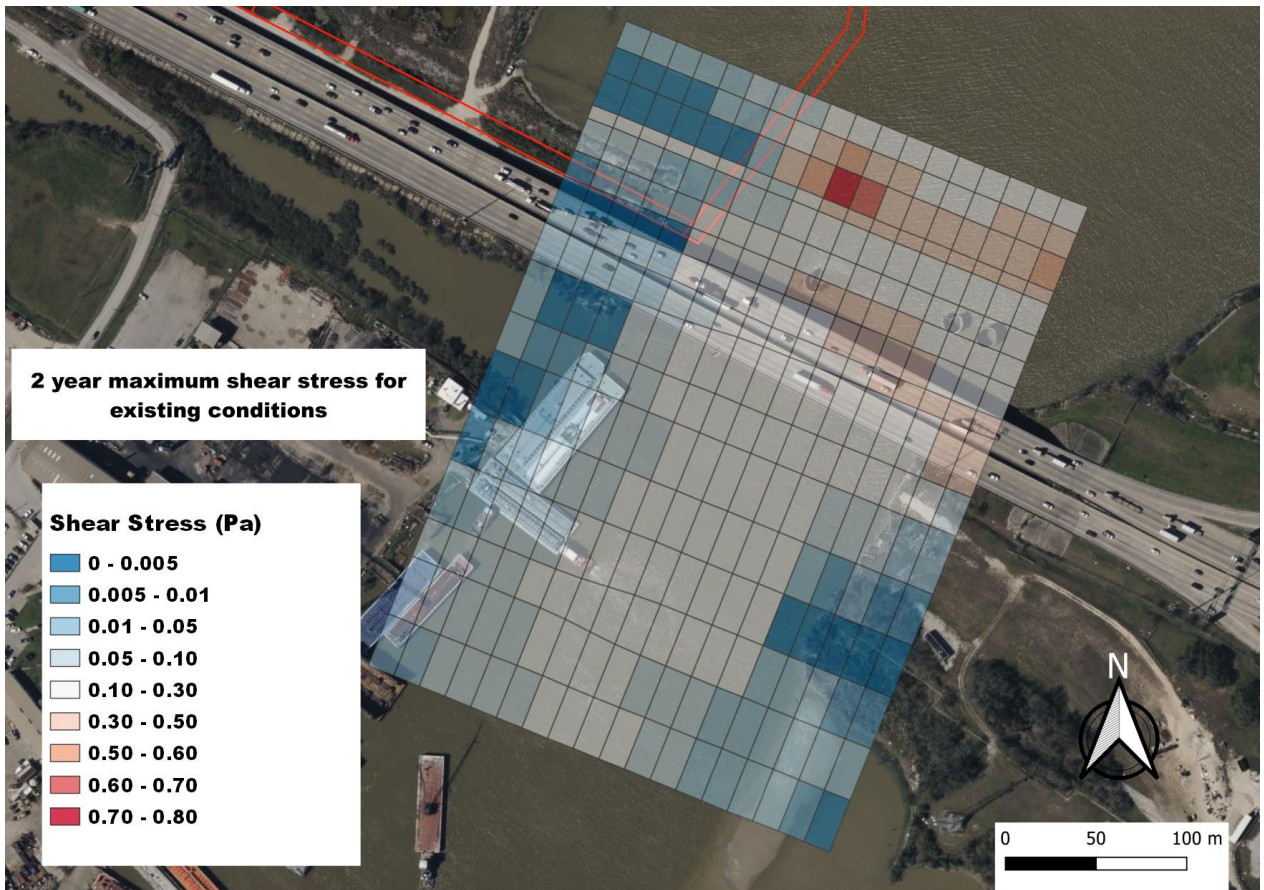 2 year maximum shear stress for
existing conditions
Shear Stress (Pa)
0 - 0.005
0.005 - 0.01
0.01 - 0.05
0.05 - 0.10
0.10 - 0.30
0.30 - 0.50
0.50 - 0.60
0.60 - 0.70
0.70 - 0.80
N
0 50 100 m